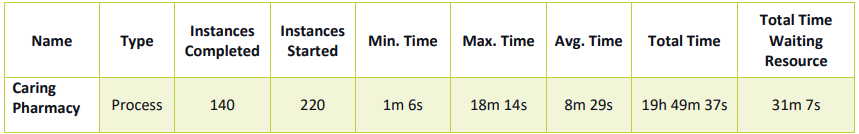 Name Type Instances Completed Instances Started Min. Time Max. Time Avg. Time Total Time Total Time Waiting Resource
Caring Pharmacy Process 140 220 1m 6s 18m 14s 8m 29s 19h 49m 37s 31m 7s